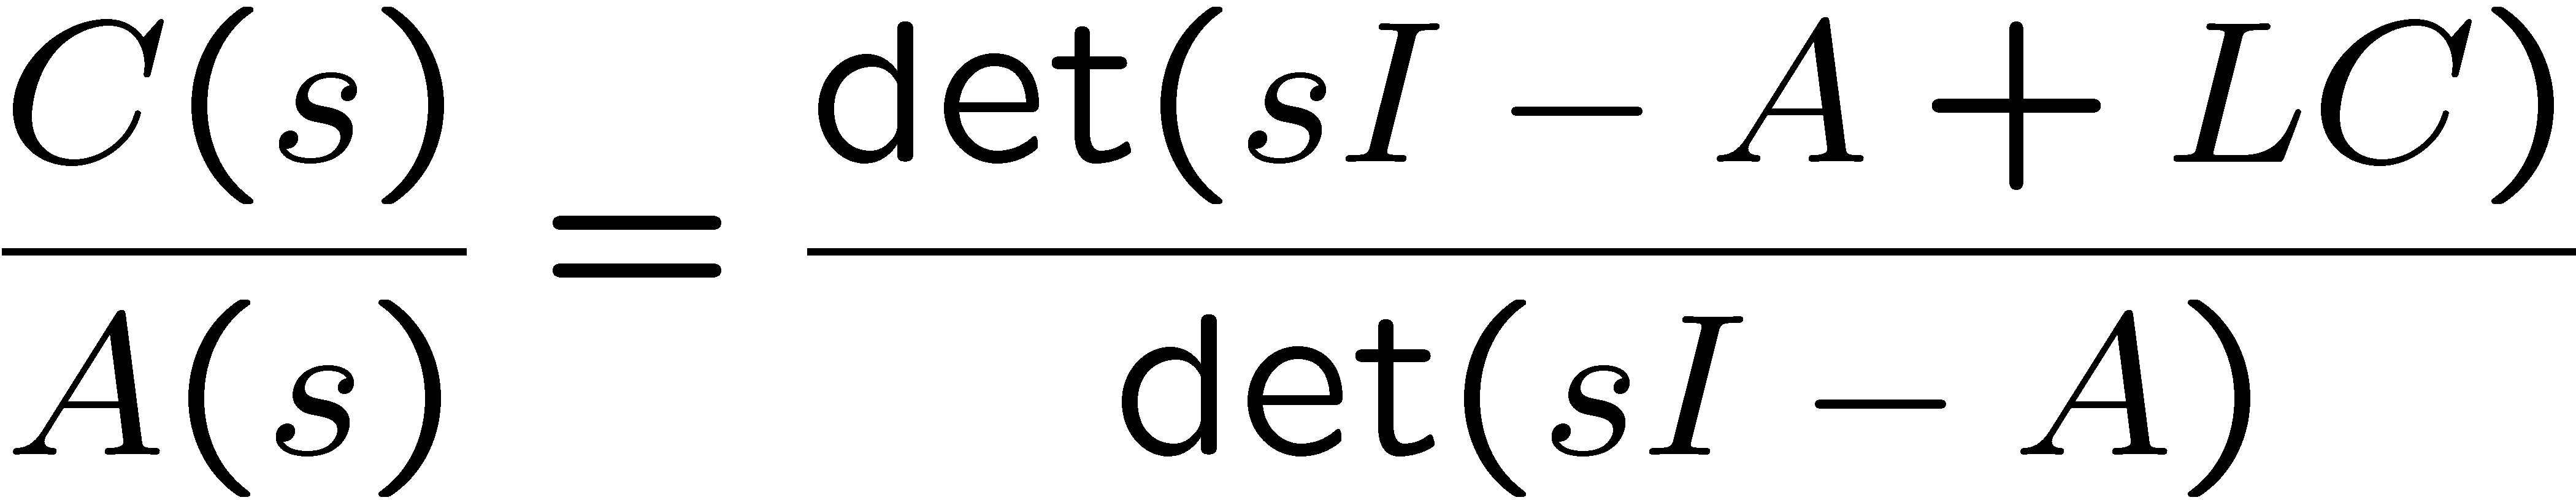 C(s)/A(s) = det(sI − A + LC)/det(sI − A)